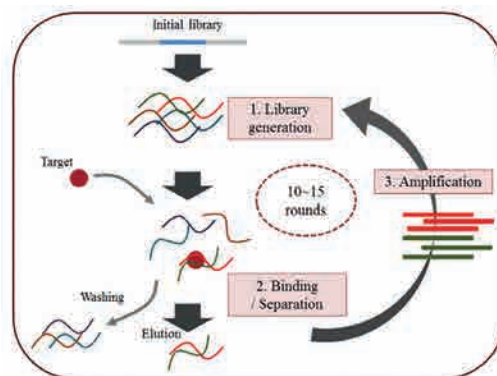 Initial library
1. Library
generation
Target
3. Amplification
10~15
rounds
2. Binding
/ Separation
Washing
Elution